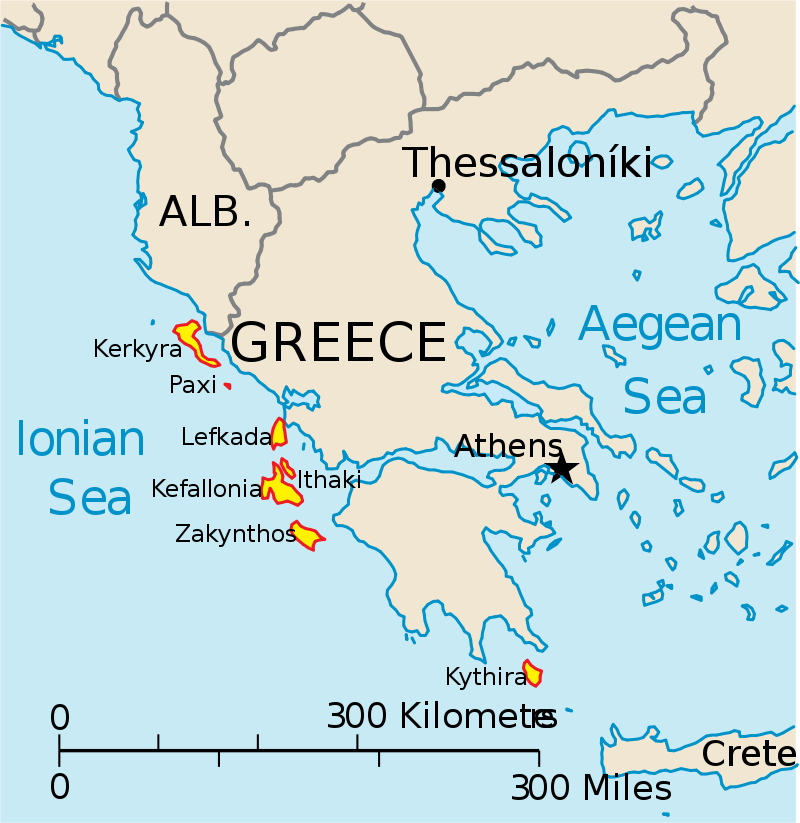 Thessaloníki
ALB.
GREECE
Aegean
Sea
Kerkyra
Paxi
Ionian
Sea
Lefkada
Athens
Ithaki
Kefallonia
Zakynthos
Kythira
0
300 Kilometers
0
300 Miles
Crete